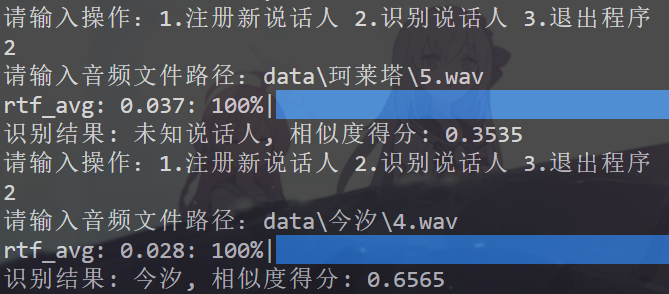 请输入操作：1.注册新说话人 2.识别说话人 3.退出程序
2
请输入音频文件路径：data\珂莱塔\5.wav
rtf_avg: 0.037: 100%|
识别结果: 未知说话人, 相似度得分: 0.3535
请输入操作：1.注册新说话人 2.识别说话人 3.退出程序
2
请输入音频文件路径：data\今汐\4.wav
rtf_avg: 0.028: 100%|
识别结果: 今汐, 相似度得分: 0.6565